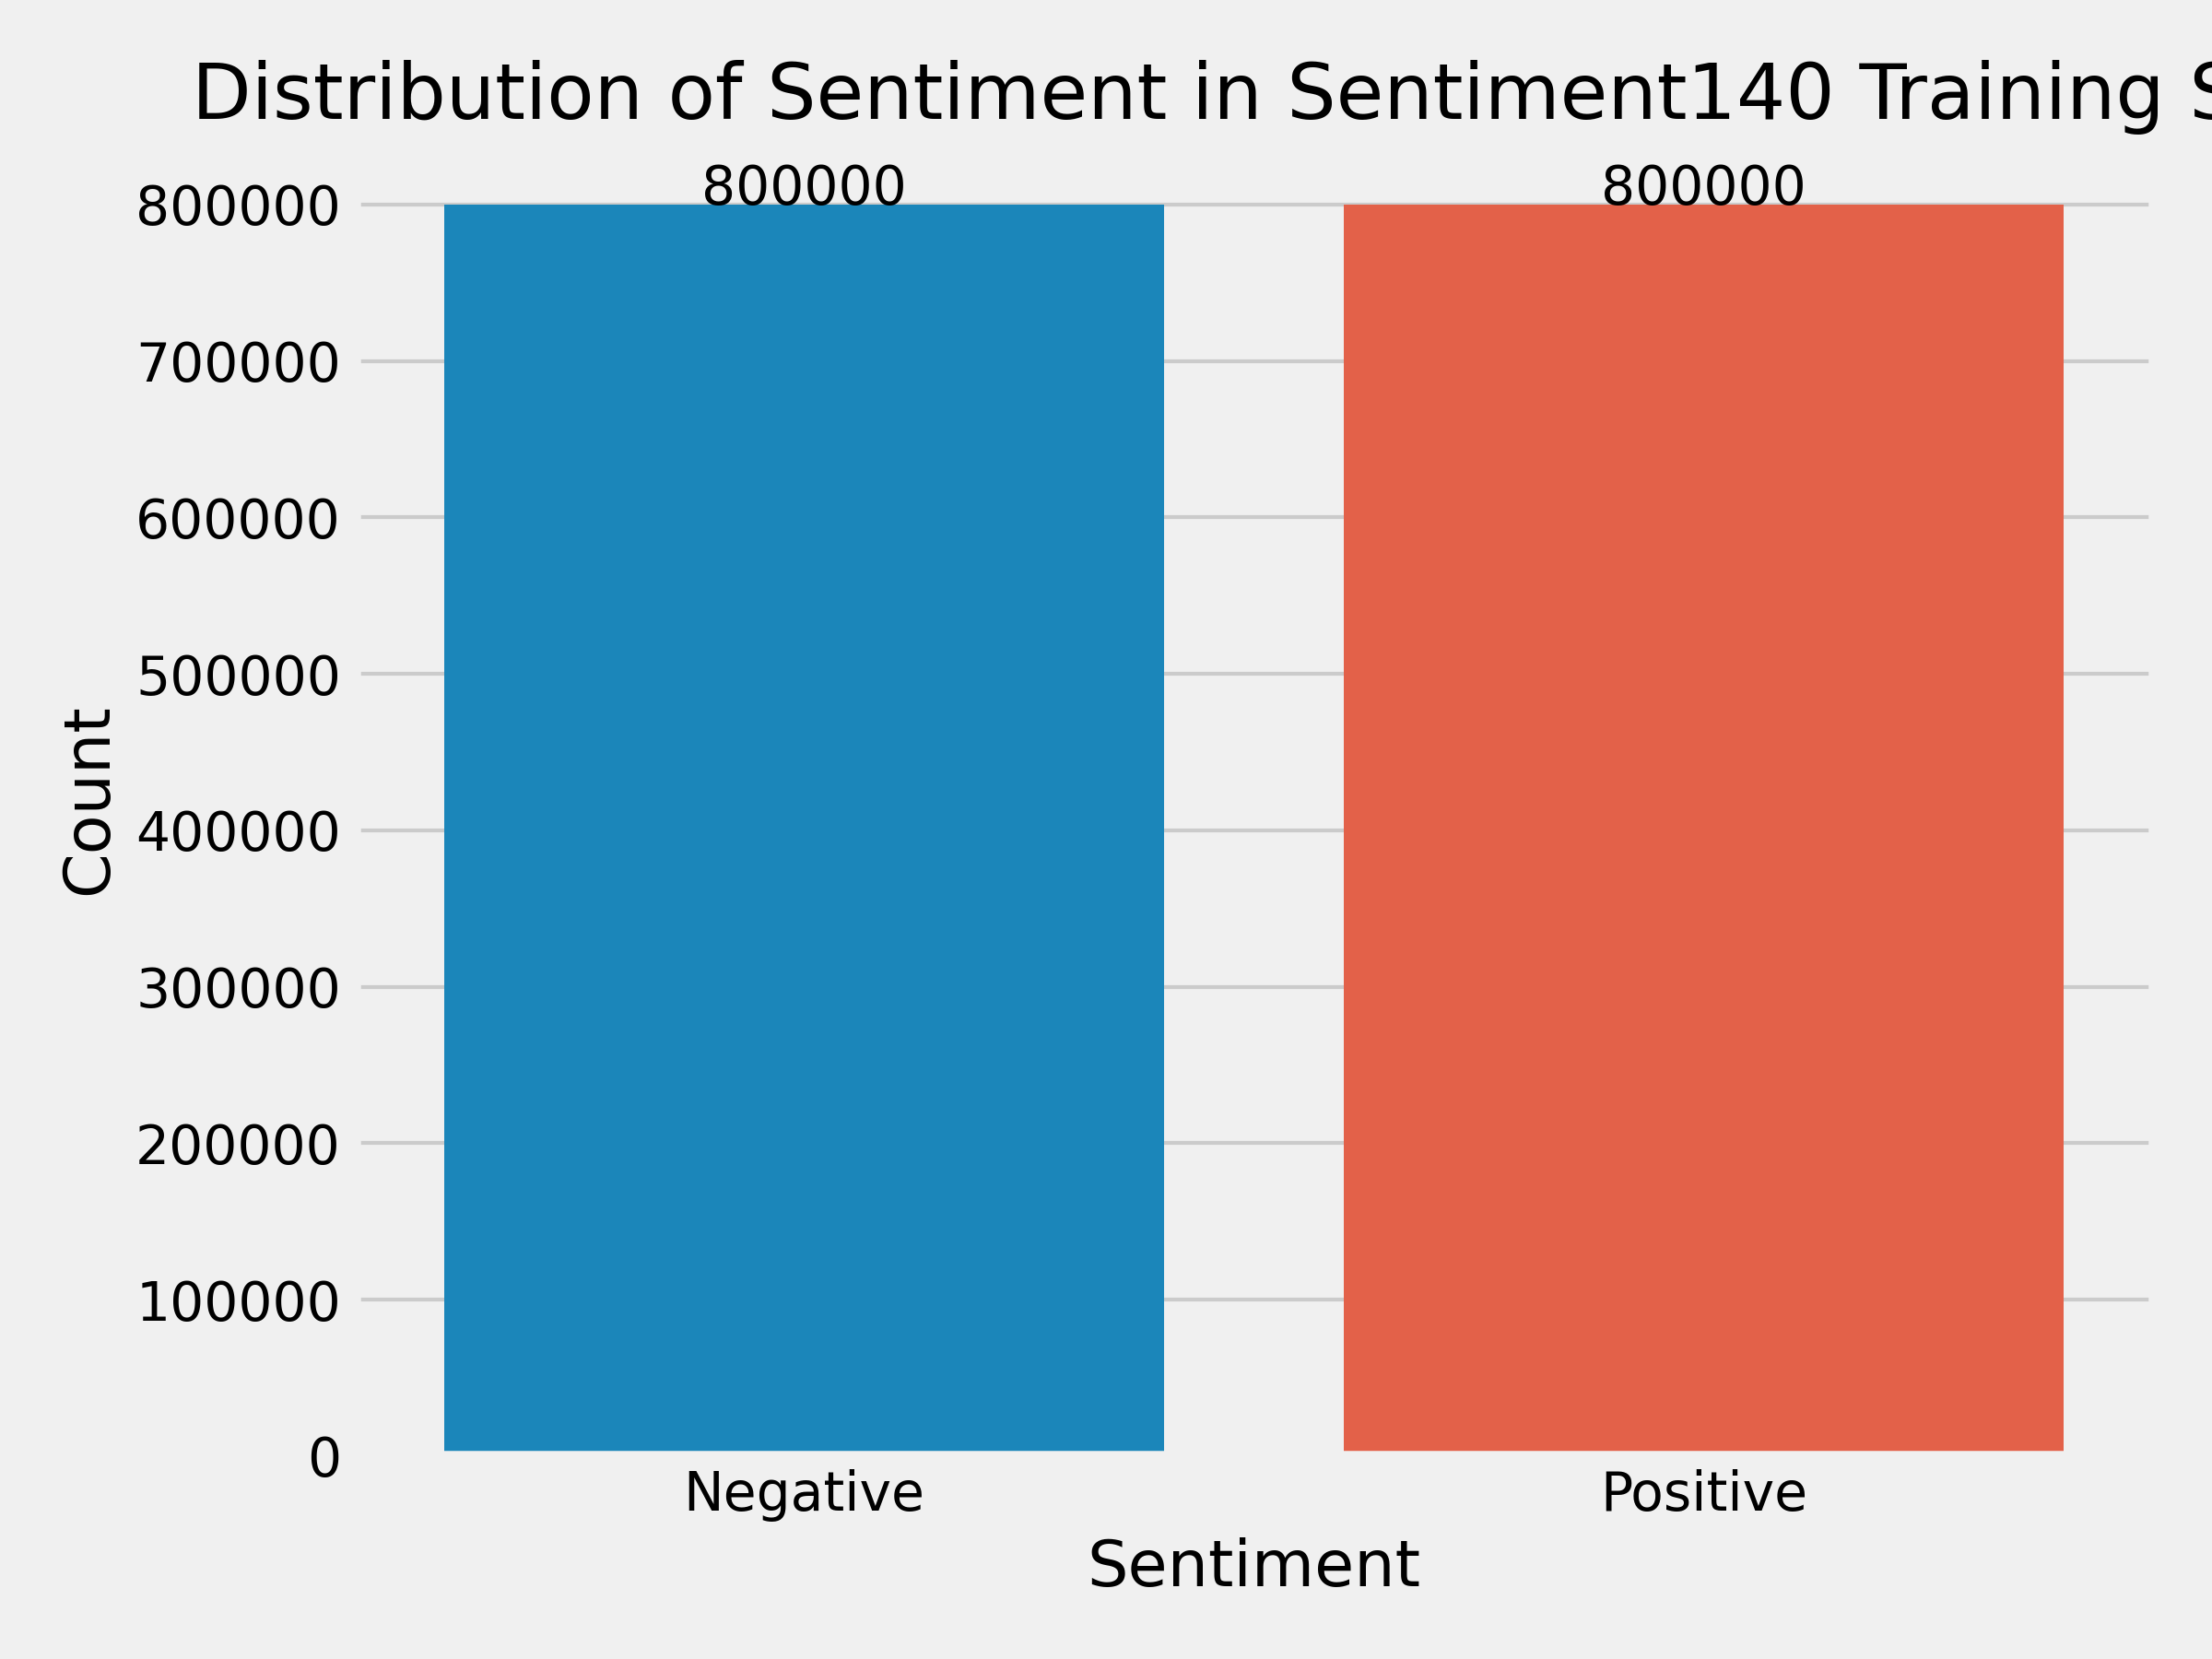 Distribution of Sentiment in Sentiment140 Training
800000 800000
800000
700000
600000
500000
400000
300000
200000
100000
0
Count
Negative Positive
Sentiment